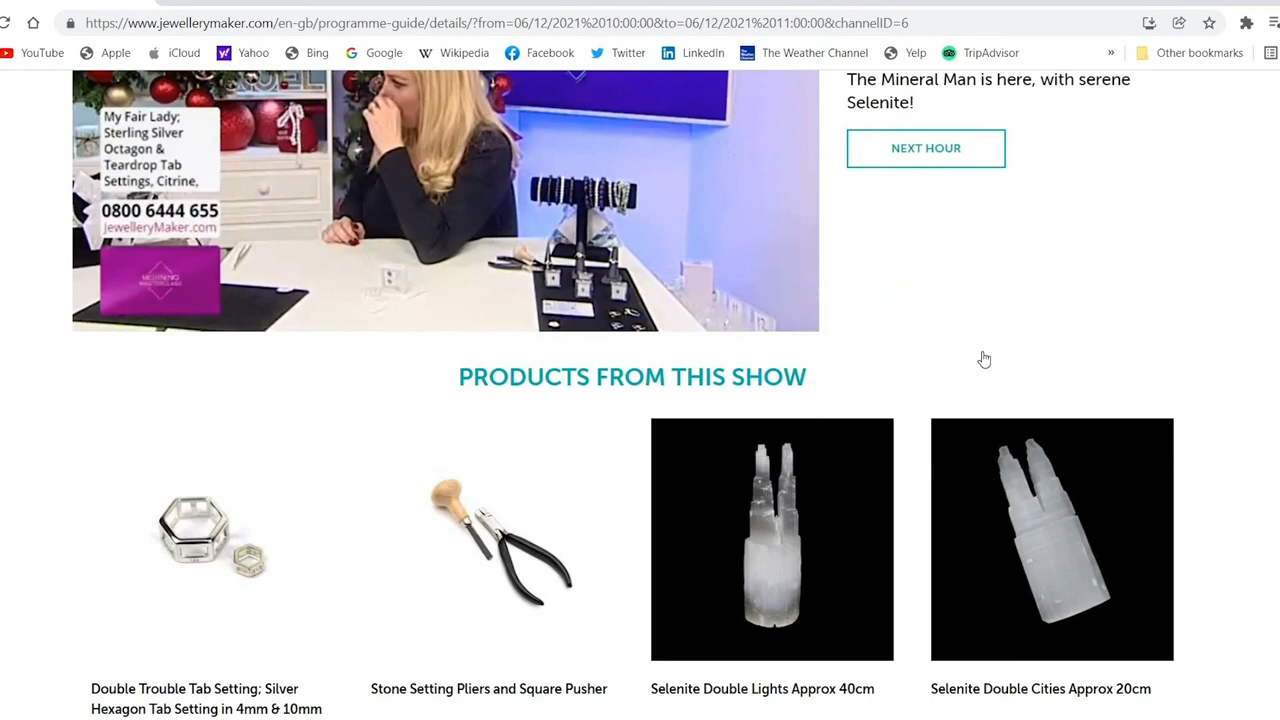 https://www.jewellerymaker.com/en-gb/programme-guide/details/?from=06/12/2021%2010:00:00&to=06/12/2021%2011:00:00&channelID=6
YouTube Apple iCloud Yahoo Bing Google Wikipedia Facebook Twitter LinkedIn The Weather Channel Yelp TripAdvisor » Other bookmarks
The Mineral Man is here, with serene
Selenite!
NEXT HOUR
My Fair Lady;
Sterling Silver
Octagon &
Teardrop Tab
Settings, Citrine,
0800 6444 655
JewelleryMaker.com
MORNING
MASTERCLASS
PRODUCTS FROM THIS SHOW
Double Trouble Tab Setting; Silver
Hexagon Tab Setting in 4mm & 10mm
Stone Setting Pliers and Square Pusher
Selenite Double Lights Approx 40cm
Selenite Double Cities Approx 20cm